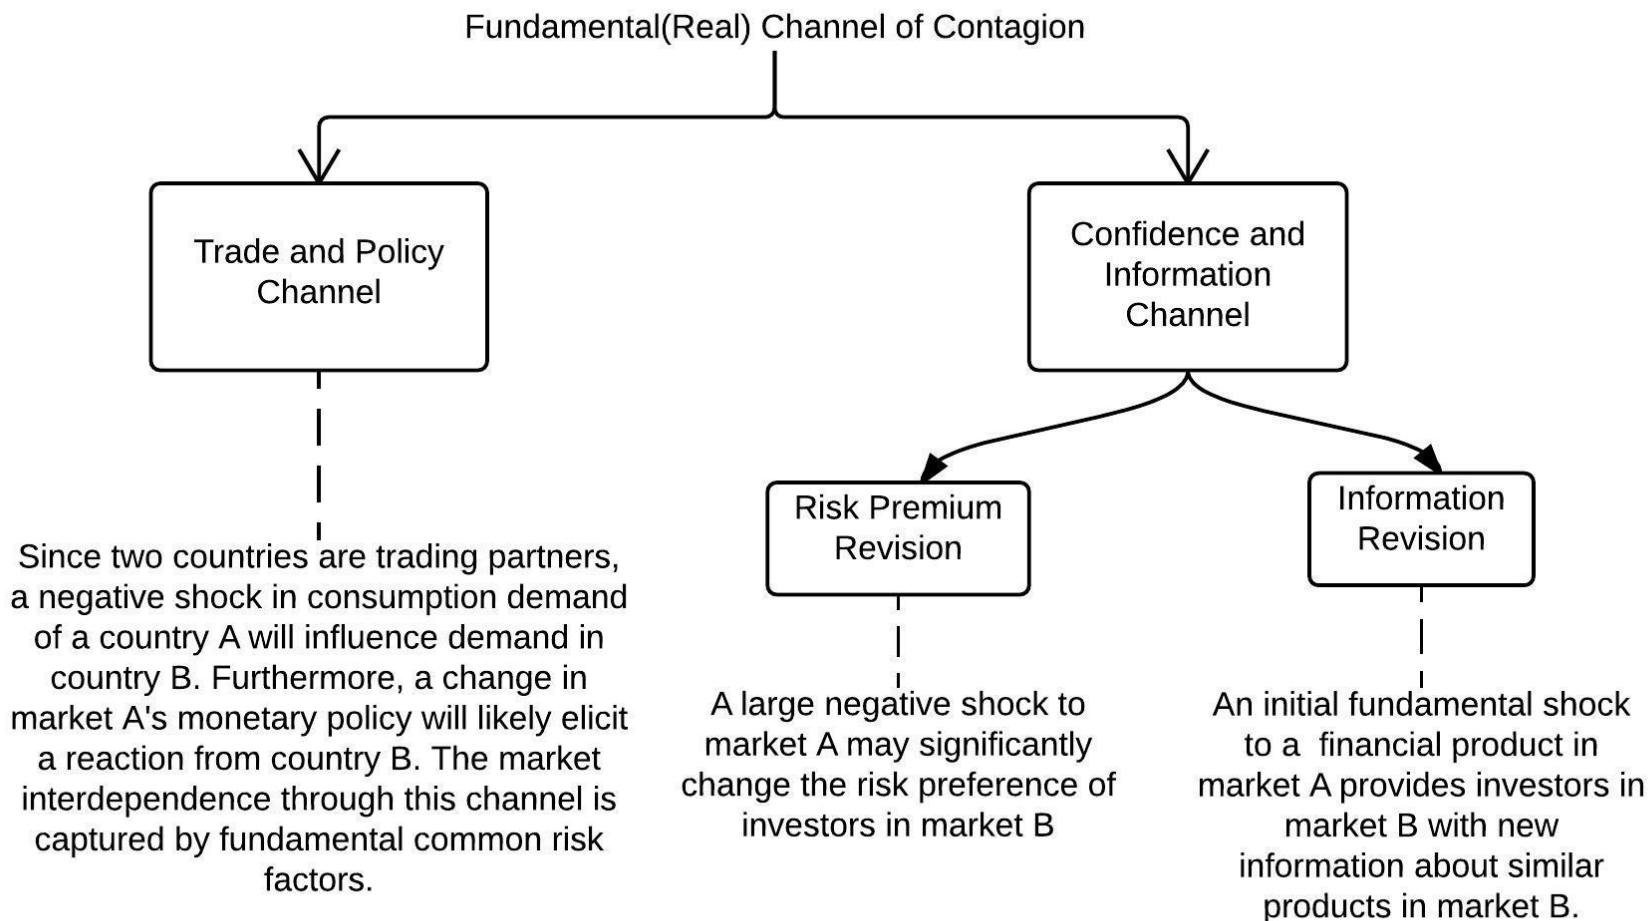 Fundamental(Real) Channel of Contagion
Trade and Policy
Channel
Confidence and
Information
Channel
Risk Premium
Revision
Information
Revision
Since two countries are trading partners,
a negative shock in consumption demand
of a country A will influence demand in
country B. Furthermore, a change in
market A's monetary policy will likely elicit
a reaction from country B. The market
interdependence through this channel is
captured by fundamental common risk
factors.
A large negative shock to
market A may significantly
change the risk preference of
investors in market B
An initial fundamental shock
to a  financial product in
market A provides investors in
market B with new
information about similar
products in market B.